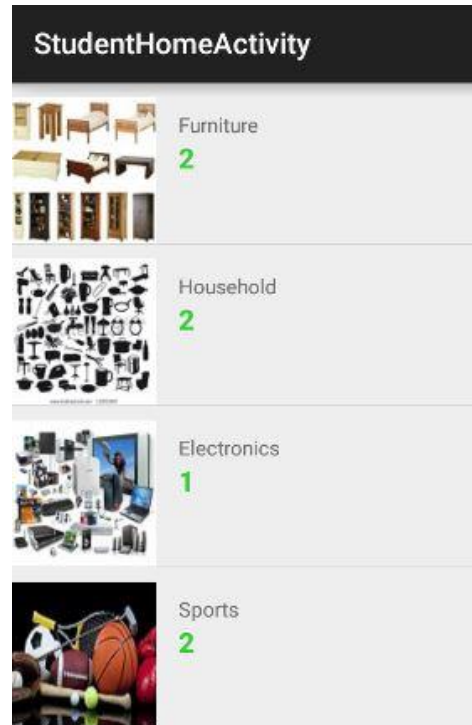 StudentHomeActivity
Furniture
2
Household
2
Electronics
1
Sports
2